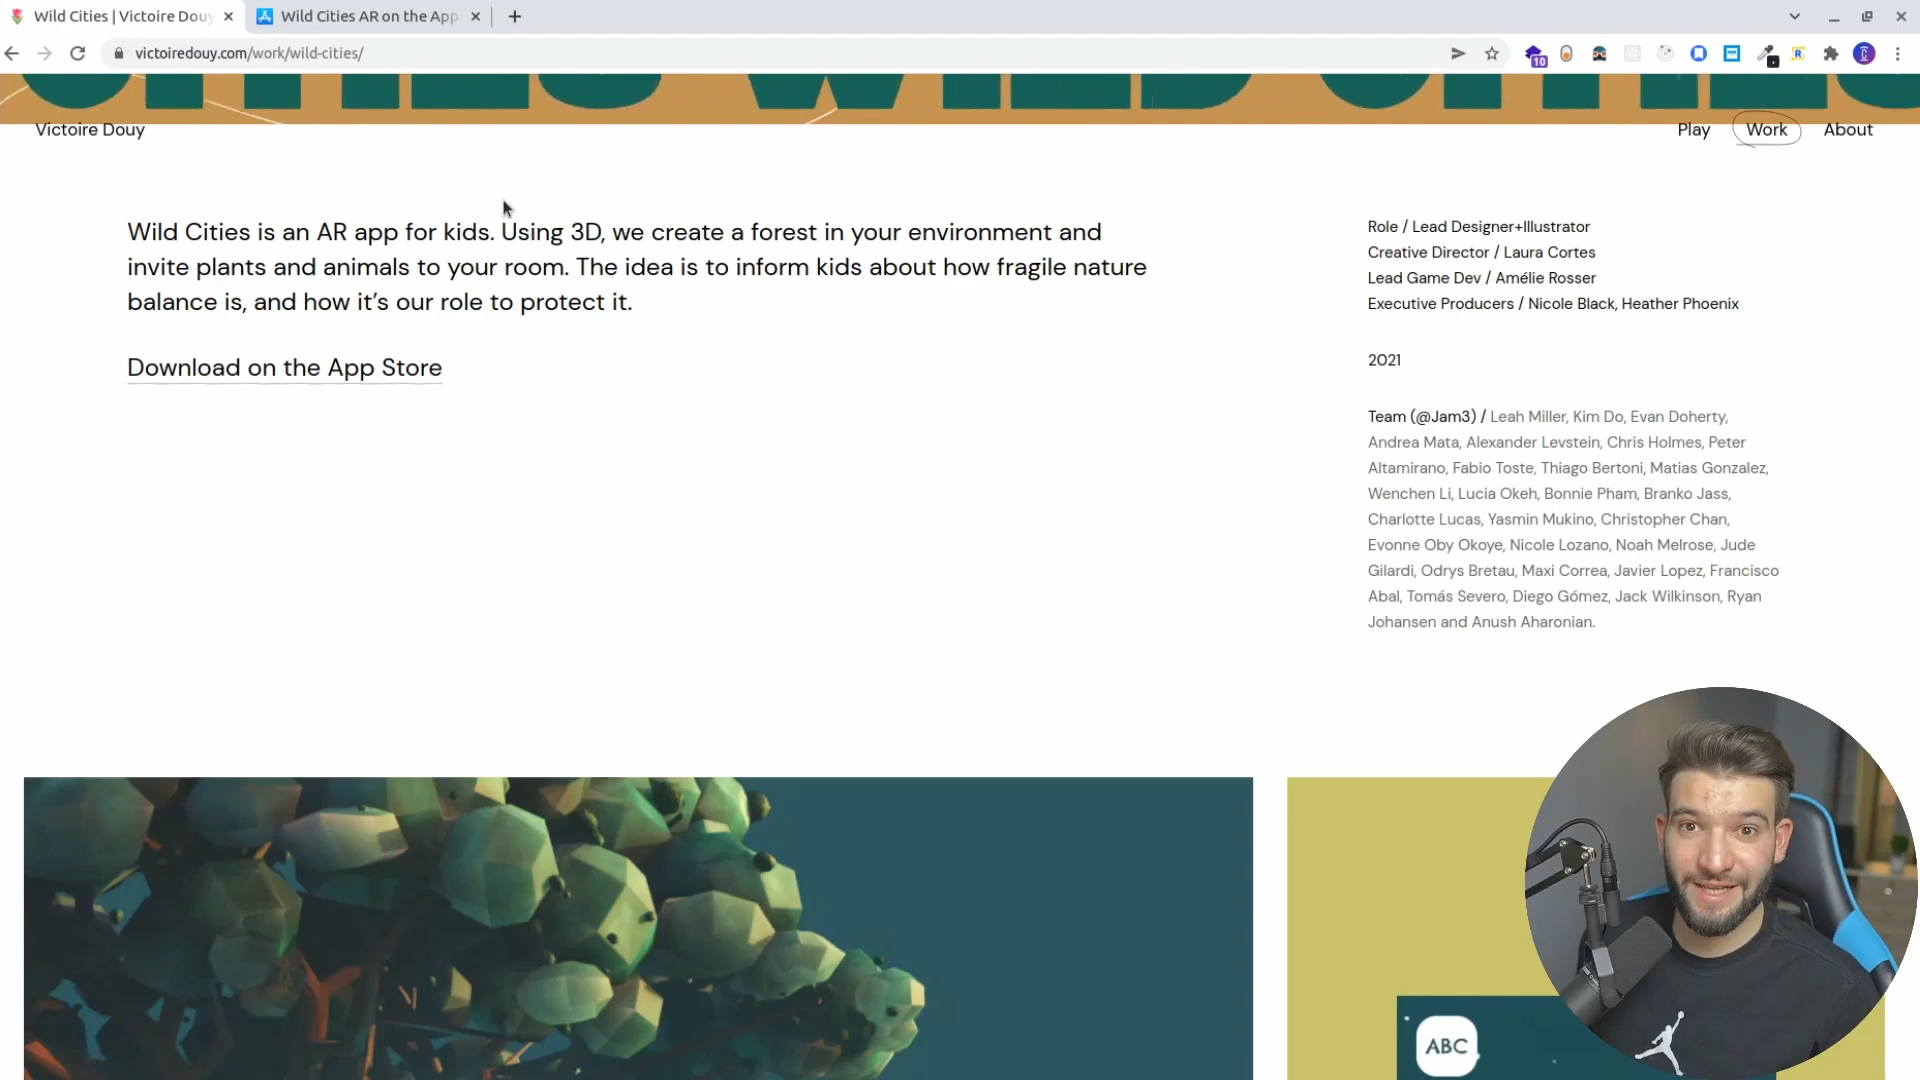 Wild Cities | Victoire Douy
Wild Cities AR on the App
victoiredouy.com/work/wild-cities/
10
CITIES WILD CITIES
Victoire Douy
Play
Work
About
Wild Cities is an AR app for kids. Using 3D, we create a forest in your environment and
invite plants and animals to your room. The idea is to inform kids about how fragile nature
balance is, and how it’s our role to protect it.
Download on the App Store
Role / Lead Designer+Illustrator
Creative Director / Laura Cortes
Lead Game Dev / Amélie Rosser
Executive Producers / Nicole Black, Heather Phoenix
2021
Team (@Jam3) / Leah Miller, Kim Do, Evan Doherty,
Andrea Mata, Alexander Levstein, Chris Holmes, Peter
Altamirano, Fabio Toste, Thiago Bertoni, Matias Gonzalez,
Wenchen Li, Lucia Okeh, Bonnie Pham, Branko Jass,
Charlotte Lucas, Yasmin Mukino, Christopher Chan,
Evonne Oby Okoye, Nicole Lozano, Noah Melrose, Jude
Gilardi, Odrys Bretau, Maxi Correa, Javier Lopez, Francisco
Abal, Tomás Severo, Diego Gómez, Jack Wilkinson, Ryan
Johansen and Anush Aharonian.
ABC